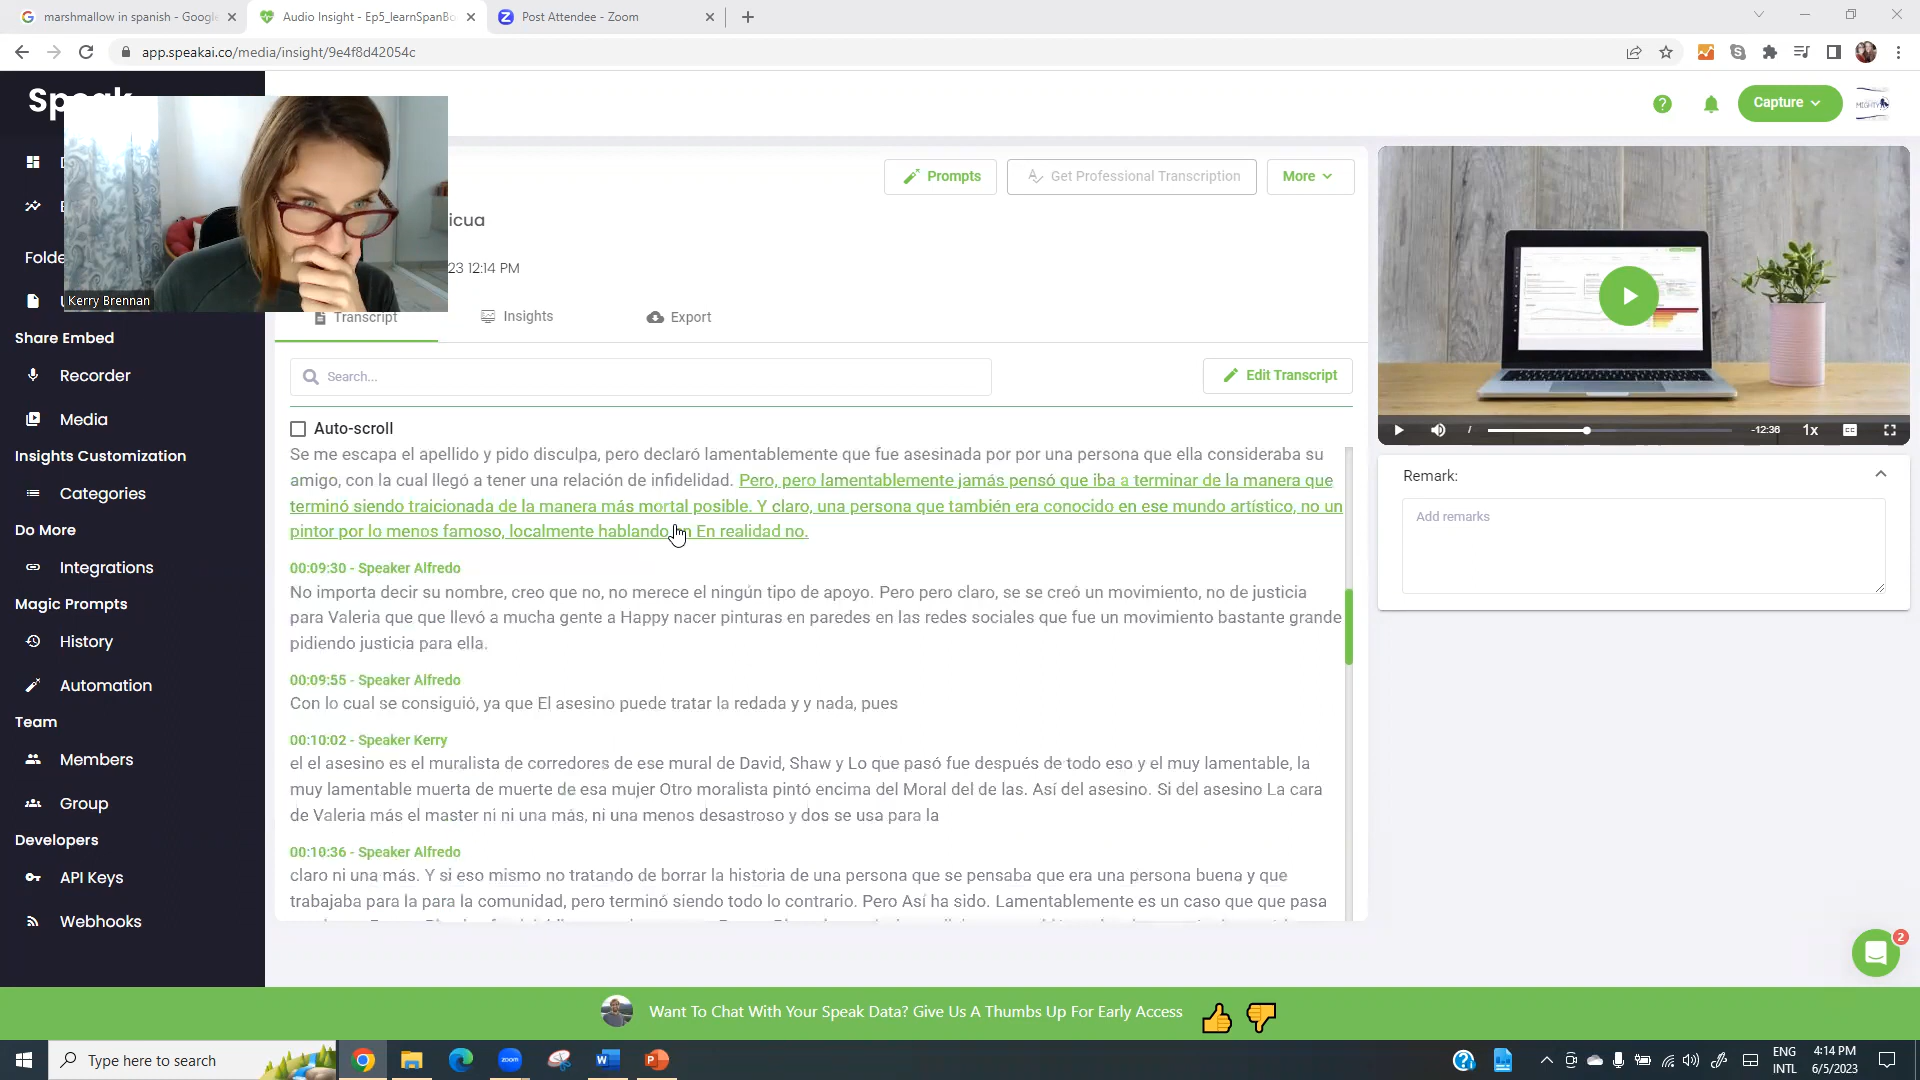 marshmallow in spanish - Google
Audio Insight - Ep5_learnSpanBo
Post Attendee - Zoom
app.speakai.co/media/insight/9e4f8d42054c
Speak
Capture
MIGHTY
Prompts
Get Professional Transcription
More
icua
23 12:14 PM
Kerry Brennan
Folde
Transcript
Insights
Export
Share Embed
Recorder
Media
Insights Customization
Categories
Do More
Integrations
Magic Prompts
History
Automation
Team
Members
Group
Developers
API Keys
Webhooks
Search...
Edit Transcript
Auto-scroll
Se me escapa el apellido y pido disculpa, pero declaró lamentablemente que fue asesinada por por una persona que ella consideraba su
amigo, con la cual llegó a tener una relación de infidelidad. Pero, pero lamentablemente jamás pensó que iba a terminar de la manera que
terminó siendo traicionada de la manera más mortal posible. Y claro, una persona que también era conocido en ese mundo artístico, no un
pintor por lo menos famoso, localmente hablando En realidad no.
00:09:30 - Speaker Alfredo
No importa decir su nombre, creo que no, no merece el ningún tipo de apoyo. Pero pero claro, se se creó un movimiento, no de justicia
para Valeria que que llevó a mucha gente a Happy nacer pinturas en paredes en las redes sociales que fue un movimiento bastante grande
pidiendo justicia para ella.
00:09:55 - Speaker Alfredo
Con lo cual se consiguió, ya que El asesino puede tratar la redada y y nada, pues
00:10:02 - Speaker Kerry
el el asesino es el muralista de corredores de ese mural de David, Shaw y Lo que pasó fue después de todo eso y el muy lamentable, la
muy lamentable muerta de muerte de esa mujer Otro moralista pintó encima del Moral del de las. Así del asesino. Si del asesino La cara
de Valeria más el master ni ni una más, ni una menos desastroso y dos se usa para la
00:10:36 - Speaker Alfredo
claro ni una más. Y si eso mismo no tratando de borrar la historia de una persona que se pensaba que era una persona buena y que
trabajaba para la para la comunidad, pero terminó siendo todo lo contrario. Pero Así ha sido. Lamentablemente es un caso que que pasa
-12:36
1x
CC
Remark:
Add remarks
2
Want To Chat With Your Speak Data? Give Us A Thumbs Up For Early Access
Type here to search
zoom
ENG
INTL
4:14 PM
6/5/2023